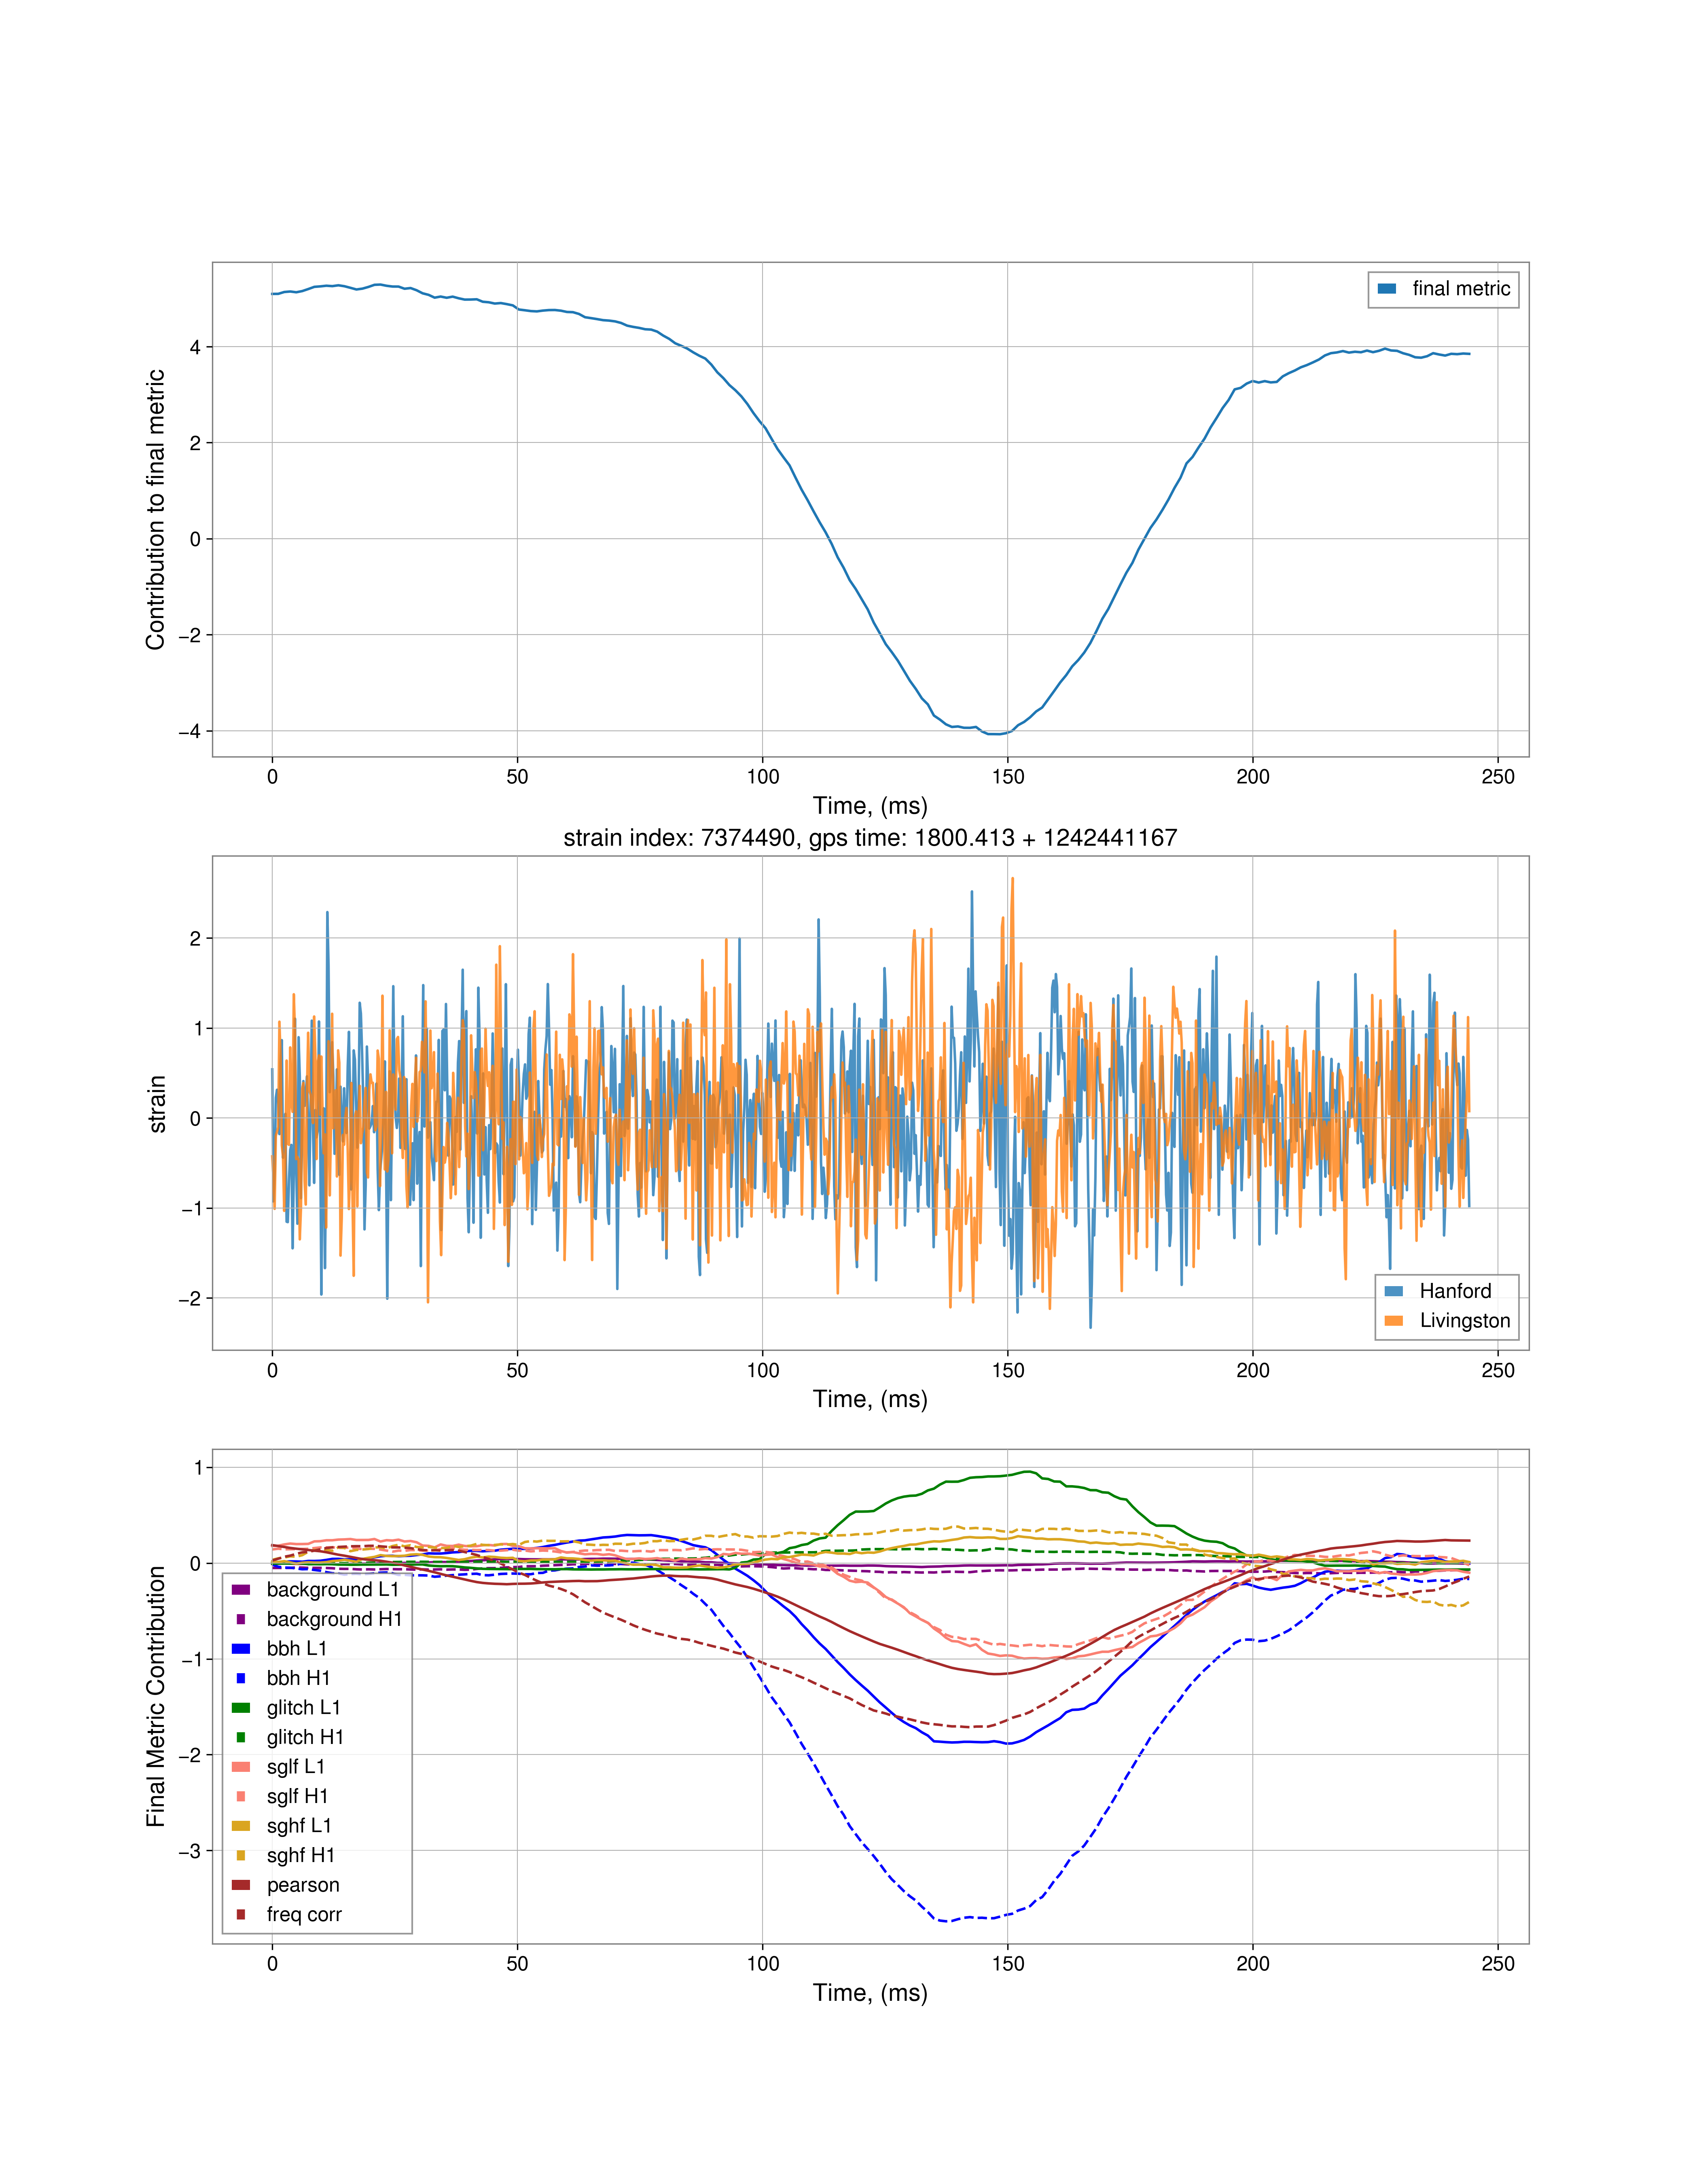 final metric
Contribution to final metric
4
2
0
−2
−4
0 50 100 150 200 250
Time, (ms)
strain index: 7374490, gps time: 1800.413 + 1242441167
strain
2
1
0
−1
−2
Hanford
Livingston
0 50 100 150 200 250
Time, (ms)
Final Metric Contribution
1
0
−1
−2
−3
background L1
background H1
bbh L1
bbh H1
glitch L1
glitch H1
sglf L1
sglf H1
sghf L1
sghf H1
pearson
freq corr
0 50 100 150 200 250
Time, (ms)